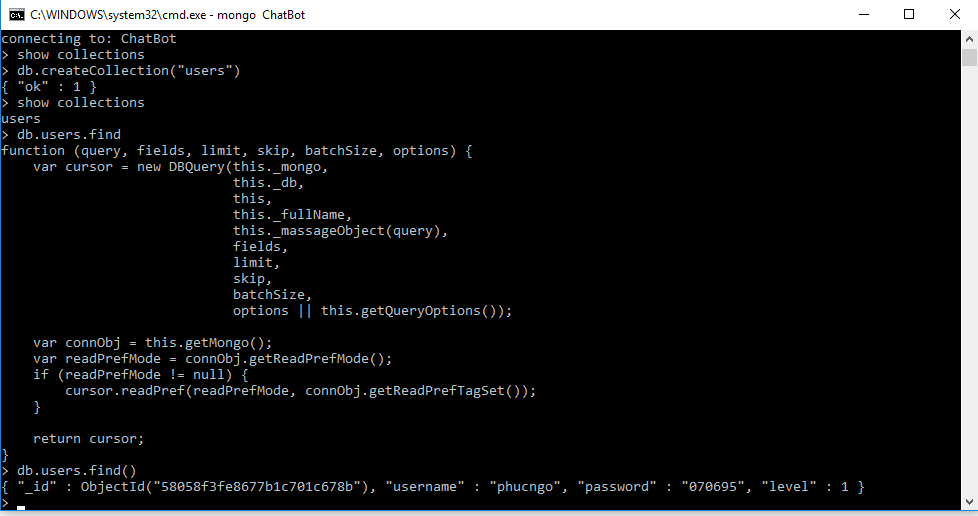 C:\WINDOWS\system32\cmd.exe - mongo  ChatBot
connecting to: ChatBot
> show collections
> db.createCollection("users")
{ "ok" : 1 }
> show collections
users
> db.users.find
function (query, fields, limit, skip, batchSize, options) {
    var cursor = new DBQuery(this._mongo,
                             this._db,
                             this,
                             this._fullName,
                             this._massageObject(query),
                             fields,
                             limit,
                             skip,
                             batchSize,
                             options || this.getQueryOptions());

    var connObj = this.getMongo();
    var readPrefMode = connObj.getReadPrefMode();
    if (readPrefMode != null) {
        cursor.readPref(readPrefMode, connObj.getReadPrefTagSet());
    }

    return cursor;
}
> db.users.find()
{ "_id" : ObjectId("58058f3fe8677b1c701c678b"), "username" : "phucngo", "password" : "070695", "level" : 1 }
>